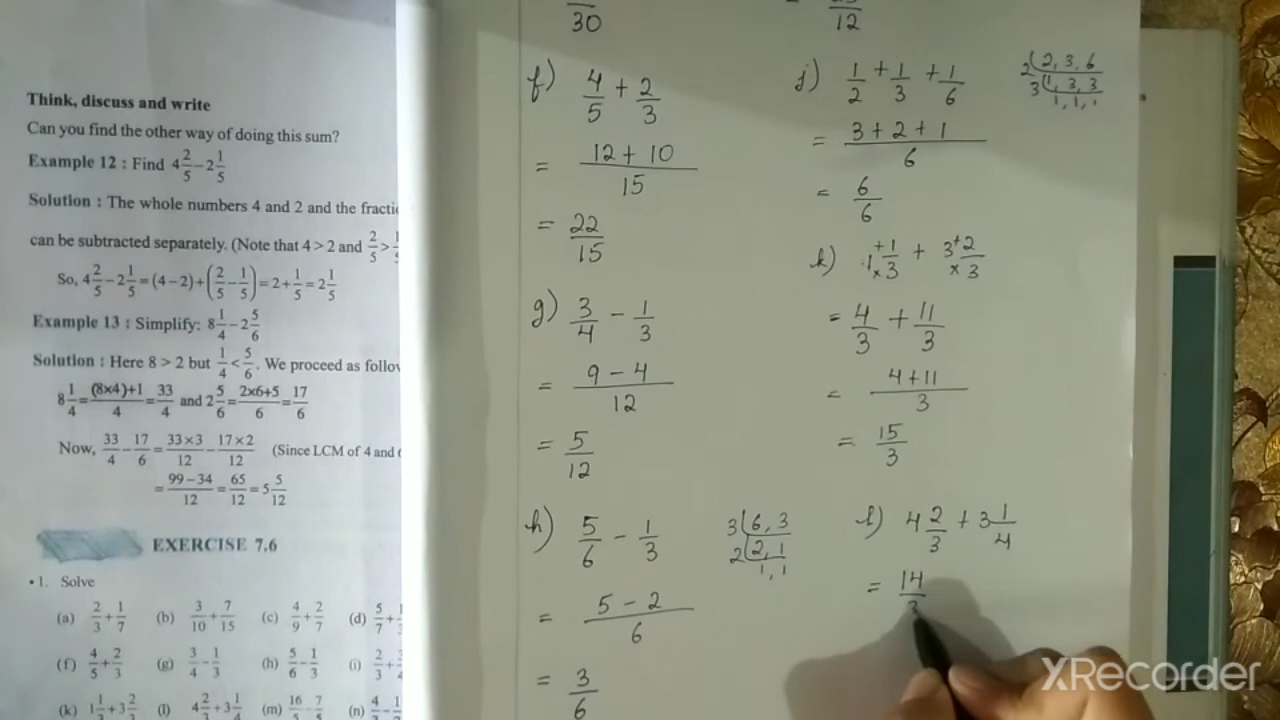 Think, discuss and write
Can you find the other way of doing this sum?
Example 12 : Find 4 2/5 − 2 1/5
Solution : The whole numbers 4 and 2 and the
can be subtracted separately. (Note that 4 > 2 and 2/5 >
So, 4 2/5 − 2 1/5 = (4 − 2) + (2/5 − 1/5) = 2 + 1/5 = 2 1/5
Example 13 : Simplify: 8 1/4 − 2 5/6
Solution : Here 8 > 2 but 1/4 < 5/6. We proceed as
8 1/4 = (8×4)+1/4 = 33/4 and 2 5/6 = 2×6+5/6 = 17/6
Now, 33/4 − 17/6 = 33×3/12 − 17×2/12 (Since LCM of 4 and
= 99 − 34/12 = 65/12 = 5 5/12
EXERCISE 7.6
• 1. Solve
(a) 2/3 + 1/7 (b) 3/10 + 7/15 (c) 4/9 + 2/7 (d) 5/7 +
(f) 4/5 + 2/3 (g) 3/4 − 1/3 (h) 5/6 − 1/3 (i) 2/3 +
(k) 1 1/3 + 3 2/3 (l) 4 2/3 + 3 1/4 (m) 16/5 − 7/5 (n) 4/3 − 1/2
30
f) 4/5 + 2/3
= 12 + 10/15
= 22/15
g) 3/4 − 1/3
= 9 − 4/12
= 5/12
h) 5/6 − 1/3
3 6, 3
2 2, 1
1, 1
= 5 − 2/6
= 3/6
12
j) 1/2 + 1/3 + 1/6
2 2, 3, 6
3 1, 3, 3
1, 1, 1
= 3 + 2 + 1/6
= 6/6
k) 1 + 1/× 3 + 3 + 2/× 3
= 4/3 + 11/3
= 4 + 11/3
= 15/3
l) 4 2/3 + 3 1/4
= 14/3
XRecorder